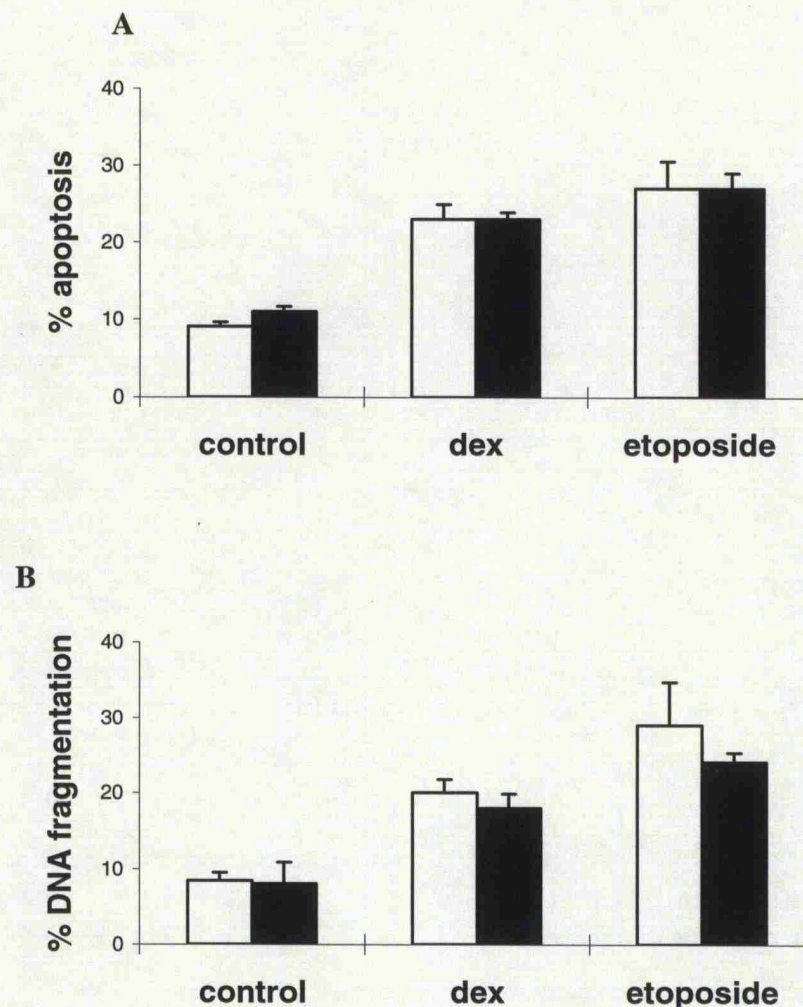 A
40
30
20
10
0
% apoptosis
control dex etoposide
B
40
30
20
10
0
% DNA fragmentation
control dex etoposide